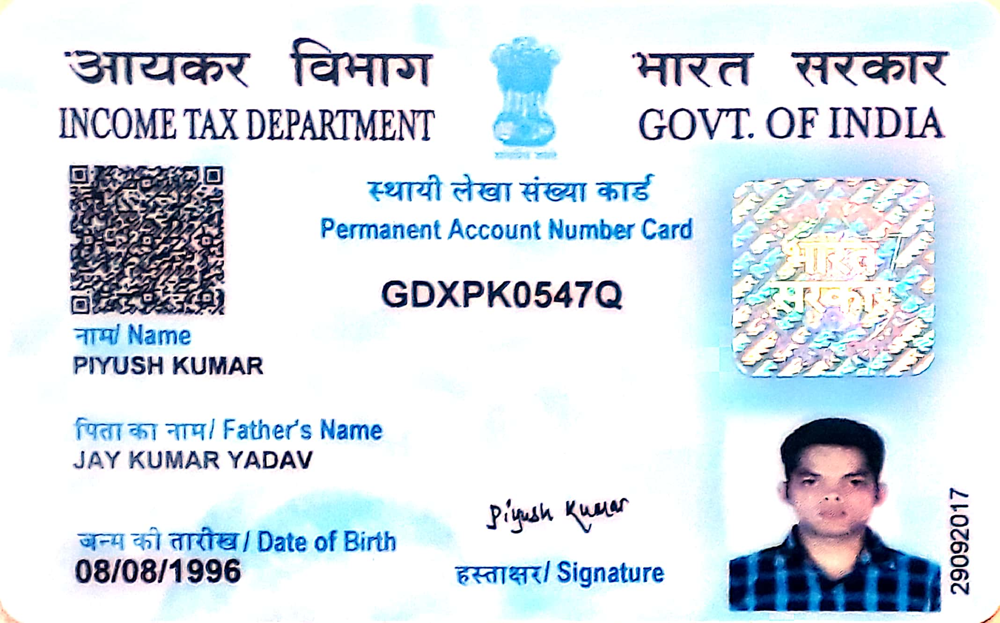 आयकर विभाग
INCOME TAX DEPARTMENT
भारत सरकार
GOVT. OF INDIA
स्थायी लेखा संख्या कार्ड
Permanent Account Number Card
GDXPK0547Q
भारत
सरकार
नाम/ Name
PIYUSH KUMAR
पिता का नाम/ Father's Name
JAY KUMAR YADAV
जन्म की तारीख/ Date of Birth
08/08/1996
Piyush Kumar
हस्ताक्षर/ Signature
29092017